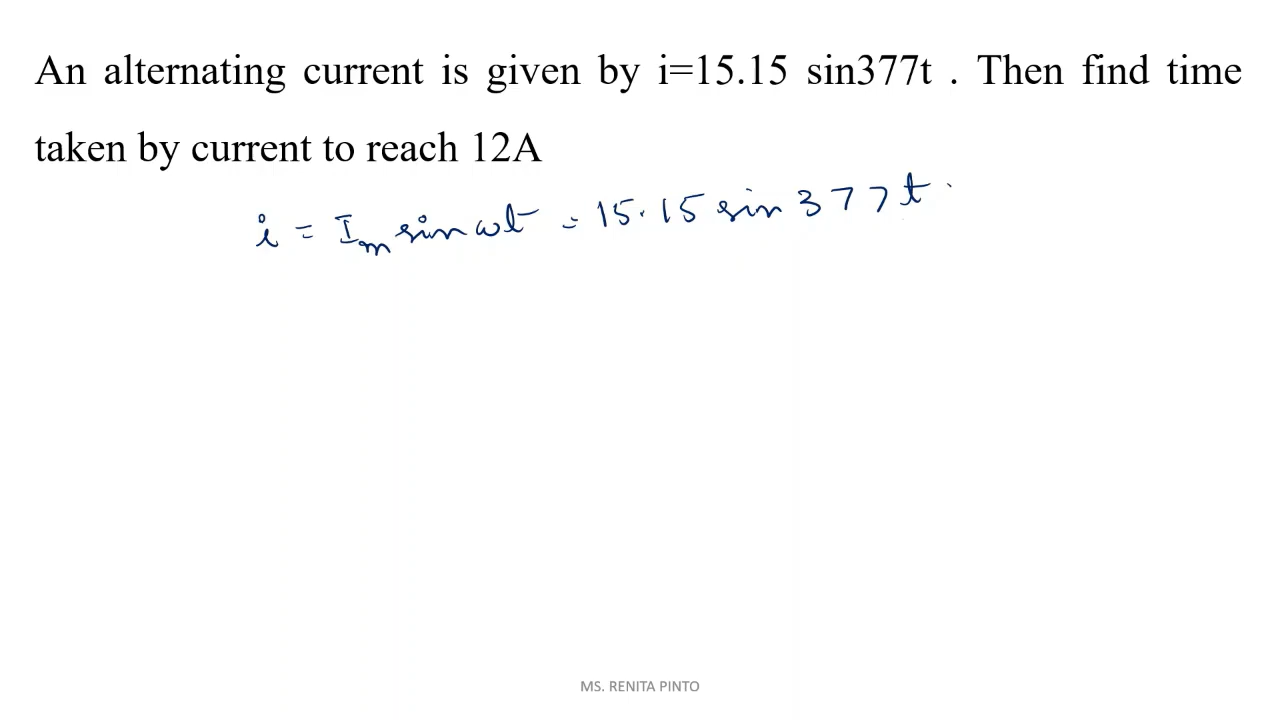 An alternating current is given by i=15.15 sin377t . Then find time
taken by current to reach 12A
i = Iₘ sin ωt = 15.15 sin 377t
MS. RENITA PINTO